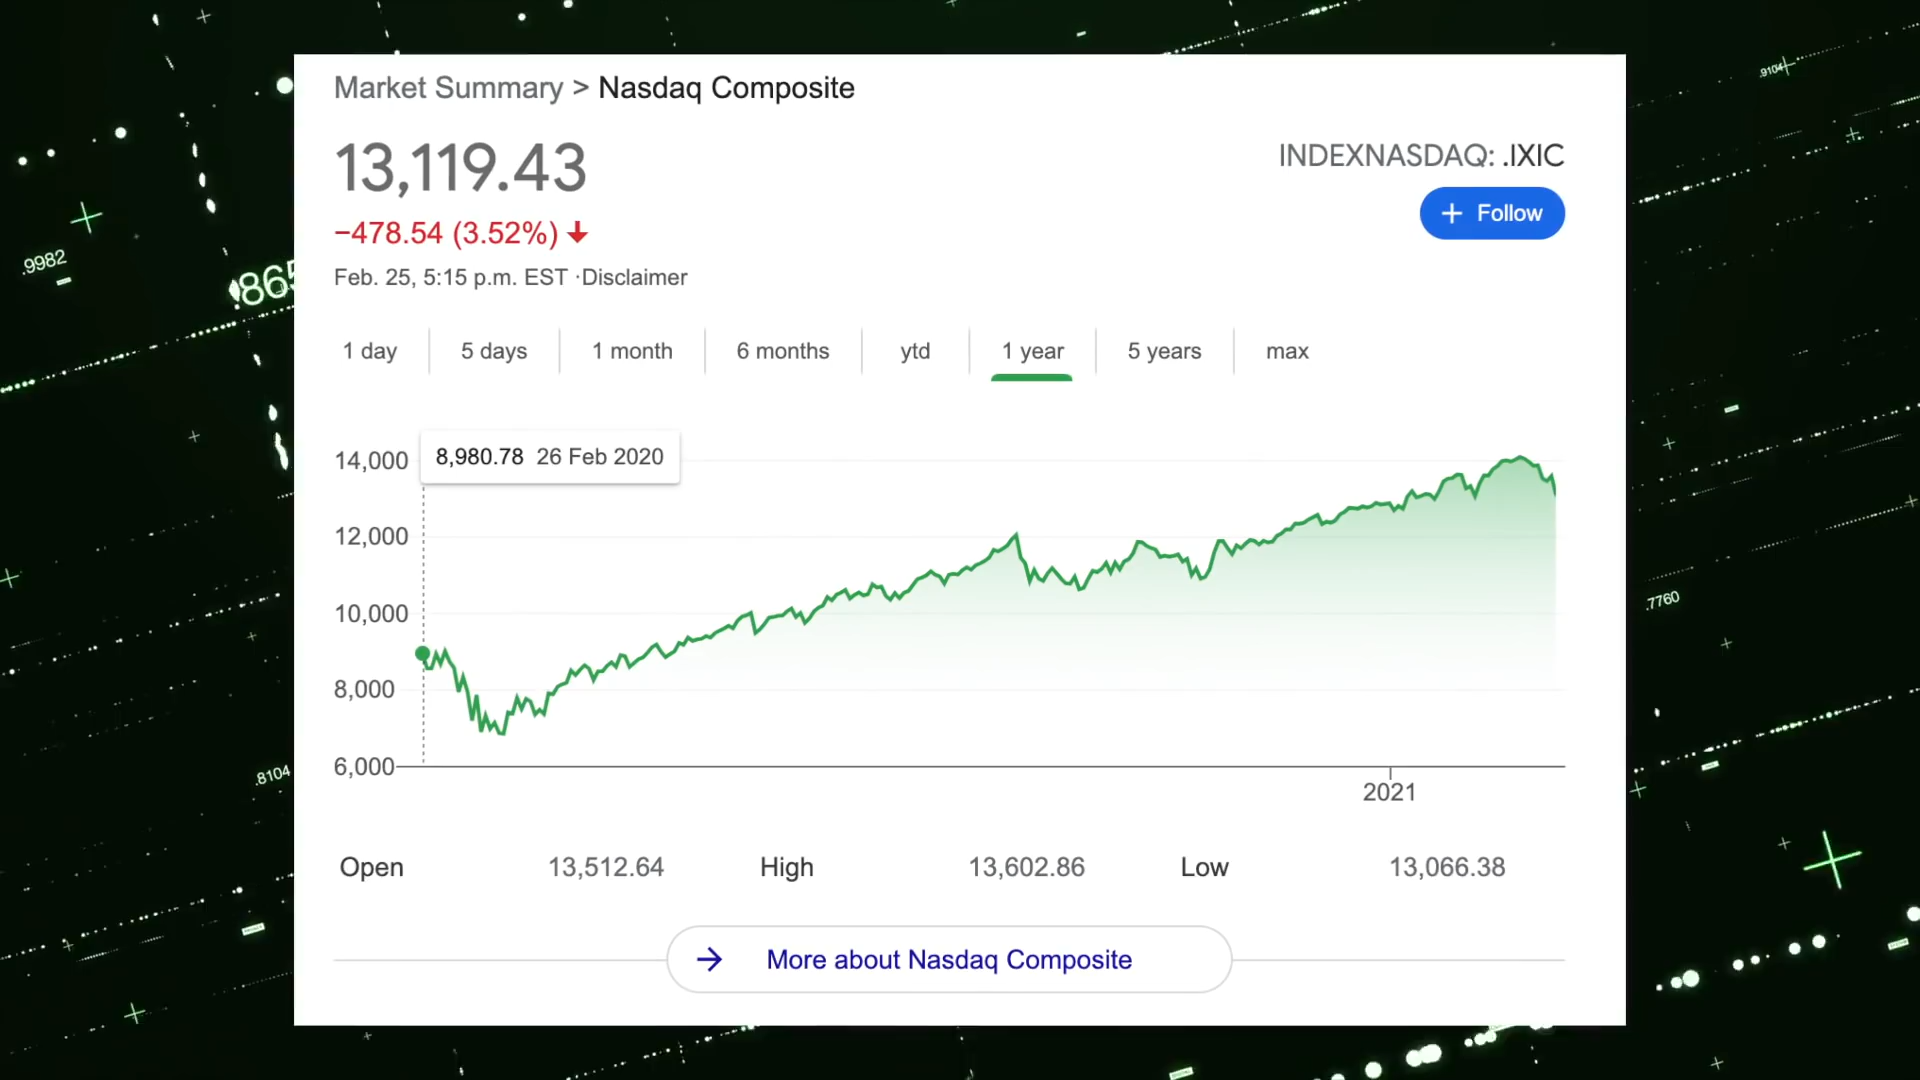 Market Summary > Nasdaq Composite
13,119.43
INDEXNASDAQ: .IXIC
−478.54 (3.52%)
+ Follow
Feb. 25, 5:15 p.m. EST ·Disclaimer
1 day 5 days 1 month 6 months ytd 1 year 5 years max
8,980.78 26 Feb 2020
14,000
12,000
10,000
8,000
6,000
2021
Open 13,512.64 High 13,602.86 Low 13,066.38
→ More about Nasdaq Composite
.9982
.865
.8104
.9104
.7760